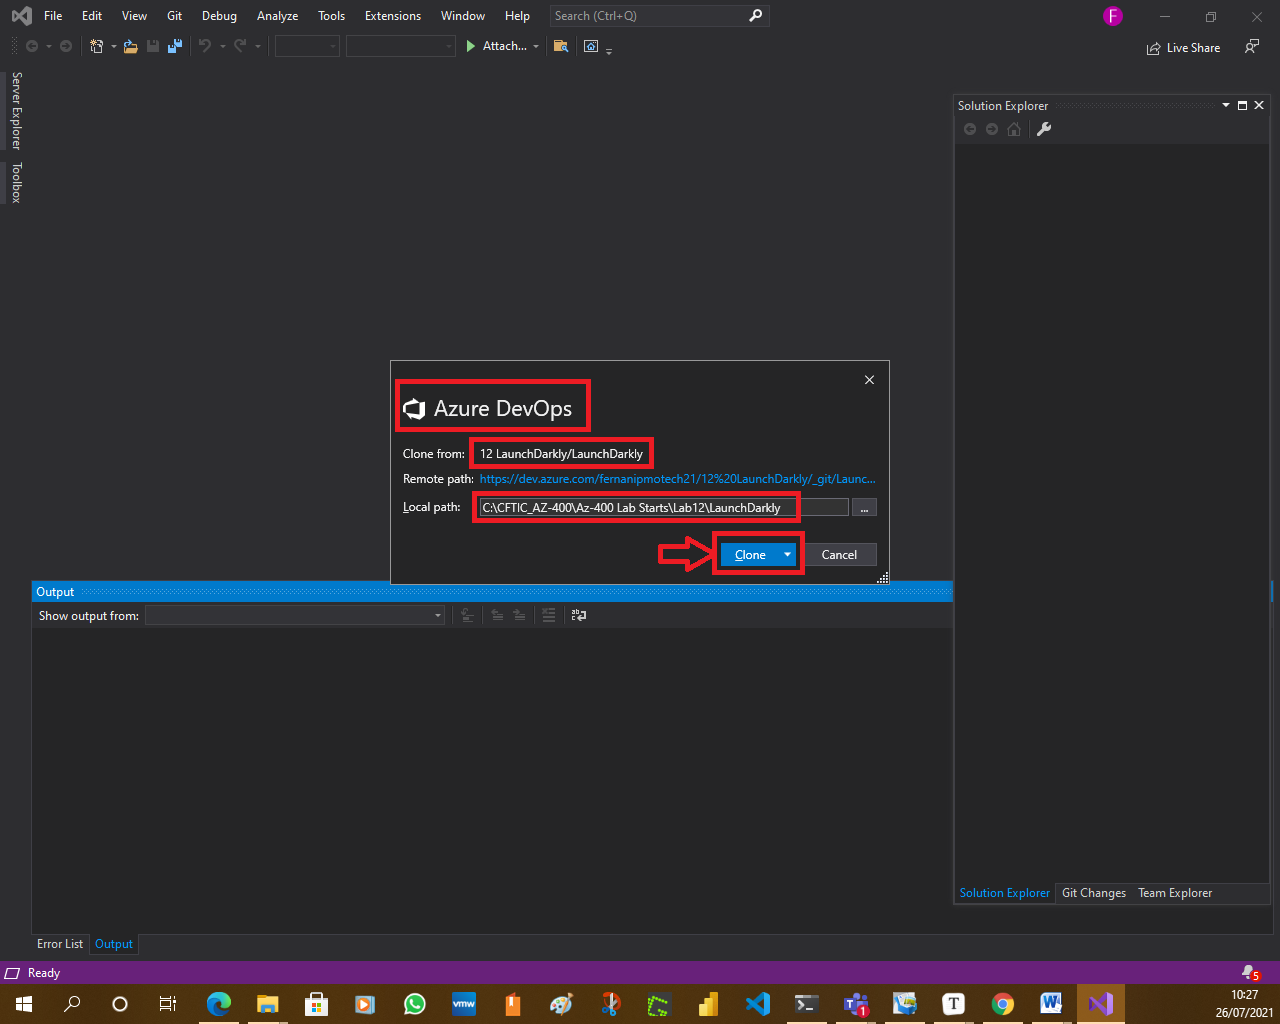 File Edit View Git Debug Analyze Tools Extensions Window Help Search (Ctrl+Q) F
Attach... Live Share
Server Explorer
Toolbox
Solution Explorer
Azure DevOps
Clone from: 12 LaunchDarkly/LaunchDarkly
Remote path: https://dev.azure.com/fernanipmotech21/12%20LaunchDarkly/_git/Launc...
Local path: C:\CFTIC_AZ-400\Az-400 Lab Starts\Lab12\LaunchDarkly ...
Clone Cancel
Output
Show output from:
Solution Explorer Git Changes Team Explorer
Error List Output
Ready 5
vmw 1 T W
10:27
26/07/2021